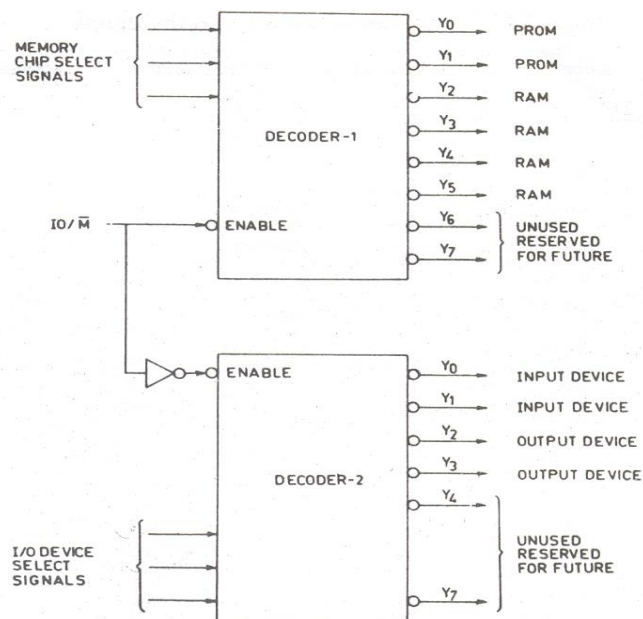 MEMORY
CHIP SELECT
SIGNALS
DECODER-1
IO/M̅
ENABLE
Y0
PROM
Y1
PROM
Y2
RAM
Y3
RAM
Y4
RAM
Y5
RAM
Y6
Y7
UNUSED
RESERVED
FOR FUTURE
ENABLE
DECODER-2
I/O DEVICE
SELECT
SIGNALS
Y0
INPUT DEVICE
Y1
INPUT DEVICE
Y2
OUTPUT DEVICE
Y3
OUTPUT DEVICE
Y4
Y7
UNUSED
RESERVED
FOR FUTURE